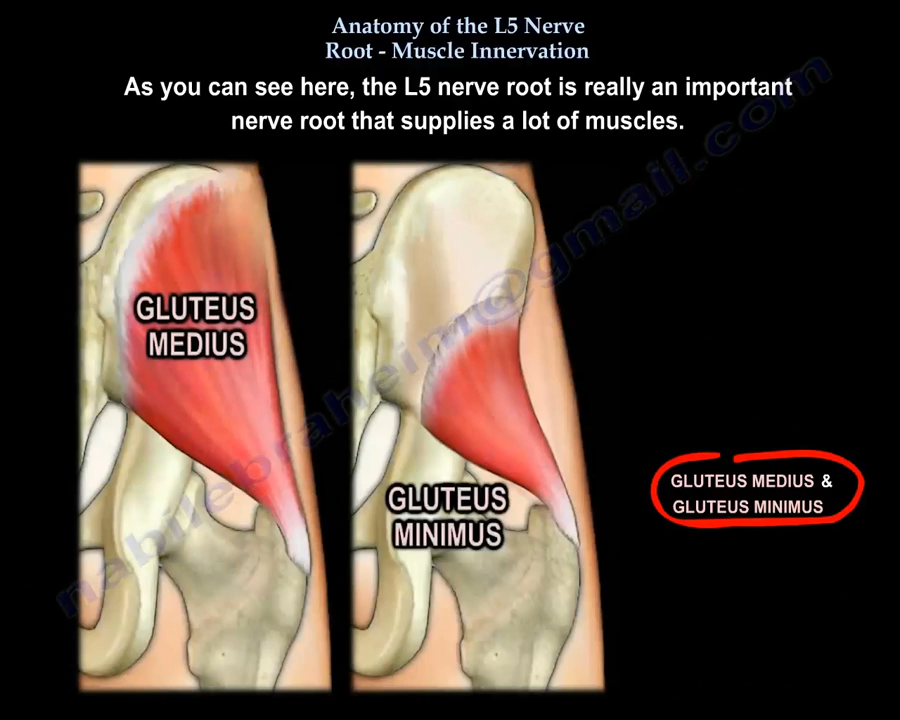 Anatomy of the L5 Nerve
Root - Muscle Innervation
As you can see here, the L5 nerve root is really an important
nerve root that supplies a lot of muscles.
GLUTEUS
MEDIUS
GLUTEUS
MINIMUS
GLUTEUS MEDIUS &
GLUTEUS MINIMUS
nabilebraheim@gmail.com